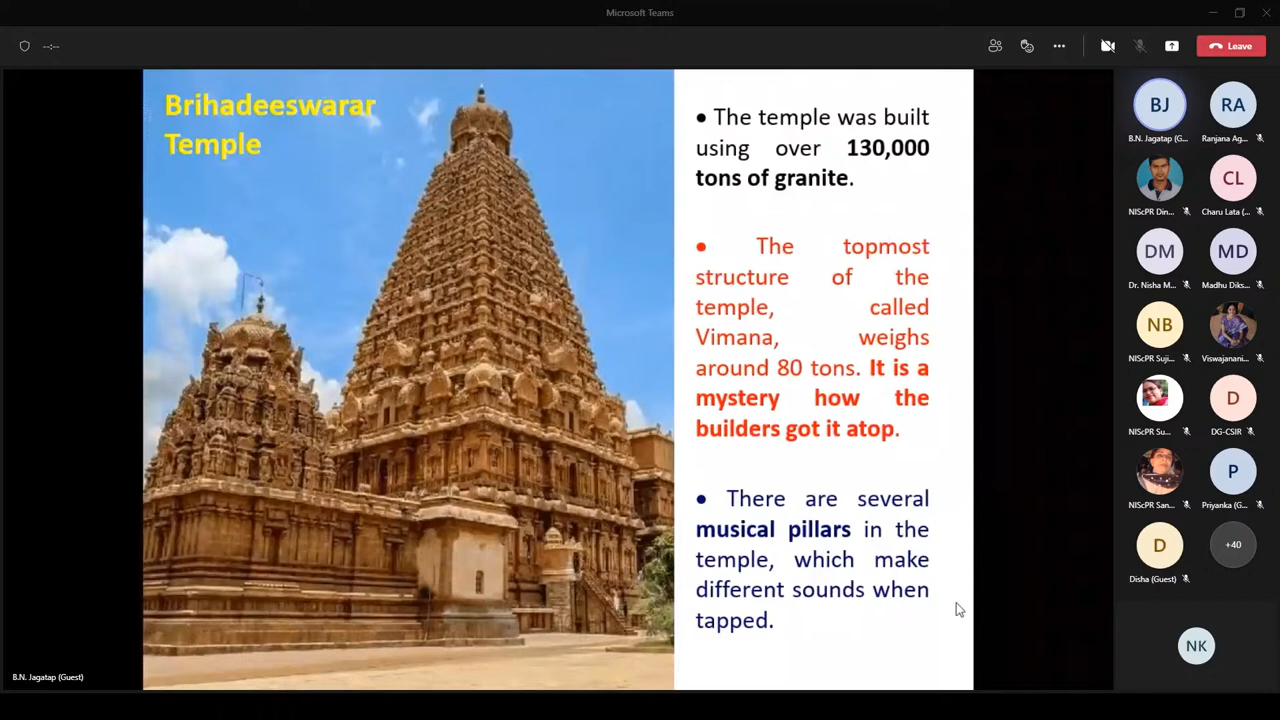 Microsoft Teams
--:--
Leave
Brihadeeswarar
Temple
• The temple was built
using over 130,000
tons of granite.
• The topmost
structure of the
temple, called
Vimana, weighs
around 80 tons. It is a
mystery how the
builders got it atop.
• There are several
musical pillars in the
temple, which make
different sounds when
tapped.
B.N. Jagatap (Guest)
BJ
B.N. Jagatap (G...
RA
Ranjana Ag...
NIScPR Din...
CL
Charu Lata (...
DM
Dr. Nisha M...
MD
Madhu Diks...
NB
NIScPR Suji...
Viswajanani...
NIScPR Su...
D
DG-CSIR
NIScPR San...
P
Priyanka (G...
D
Disha (Guest)
+40
NK